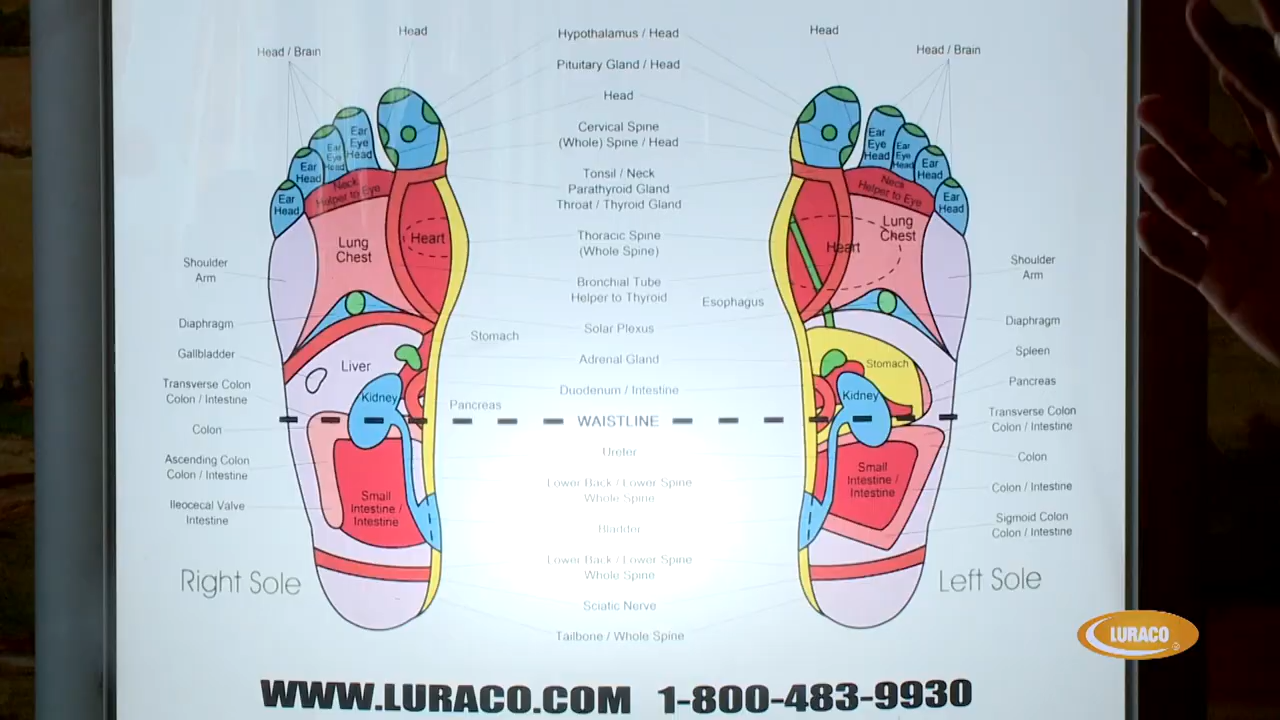 Head
Hypothalamus / Head
Head
Head / Brain
Head / Brain
Pituitary Gland / Head
Head
Cervical Spine
(Whole) Spine / Head
Tonsil / Neck
Parathyroid Gland
Throat / Thyroid Gland
Thoracic Spine
(Whole Spine)
Bronchial Tube
Helper to Thyroid
Esophagus
Solar Plexus
Adrenal Gland
Duodenum / Intestine
WAISTLINE
Ureter
Lower Back / Lower Spine
Whole Spine
Bladder
Lower Back / Lower Spine
Whole Spine
Sciatic Nerve
Tailbone / Whole Spine
Ear
Eye
Head
Ear
Eye
Head
Ear
Head
Ear
Head
Neck
Helper to Eye
Lung
Chest
Heart
Shoulder
Arm
Diaphragm
Gallbladder
Transverse Colon
Colon / Intestine
Colon
Ascending Colon
Colon / Intestine
Ileocecal Valve
Intestine
Stomach
Pancreas
Liver
Kidney
Small
Intestine /
Intestine
Right Sole
Ear
Eye
Head
Ear
Eye
Head
Ear
Head
Ear
Head
Neck
Helper to Eye
Lung
Chest
Heart
Stomach
Kidney
Small
Intestine /
Intestine
Shoulder
Arm
Diaphragm
Spleen
Pancreas
Transverse Colon
Colon / Intestine
Colon
Colon / Intestine
Sigmoid Colon
Colon / Intestine
Left Sole
LURACO
WWW.LURACO.COM 1-800-483-9930